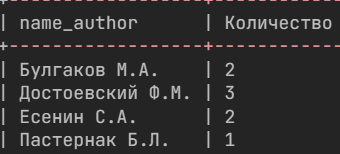 +------------------+------------
| name_author      | Количество
+------------------+------------
| Булгаков М.А.    | 2
| Достоевский Ф.М. | 3
| Есенин С.А.      | 2
| Пастернак Б.Л.   | 1